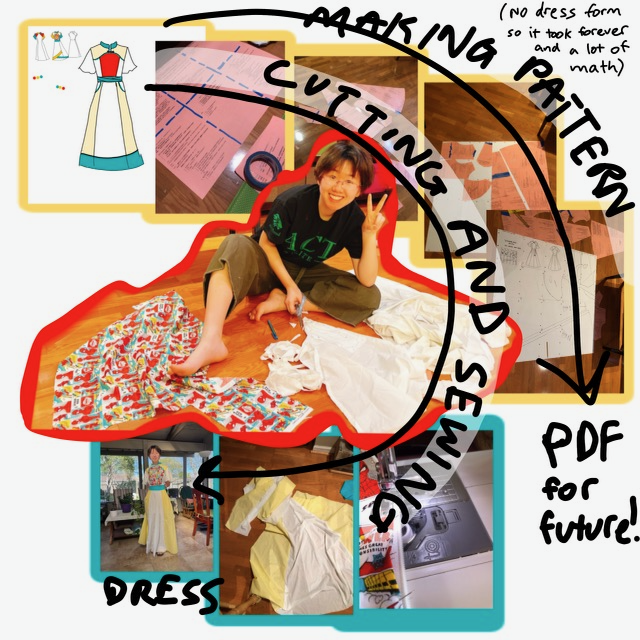 (NO dress form
so it took forever
and a lot of
math)
MAKING PATTERN
CUTTING AND SEWING
ACT
PDF
for
future!
DRESS